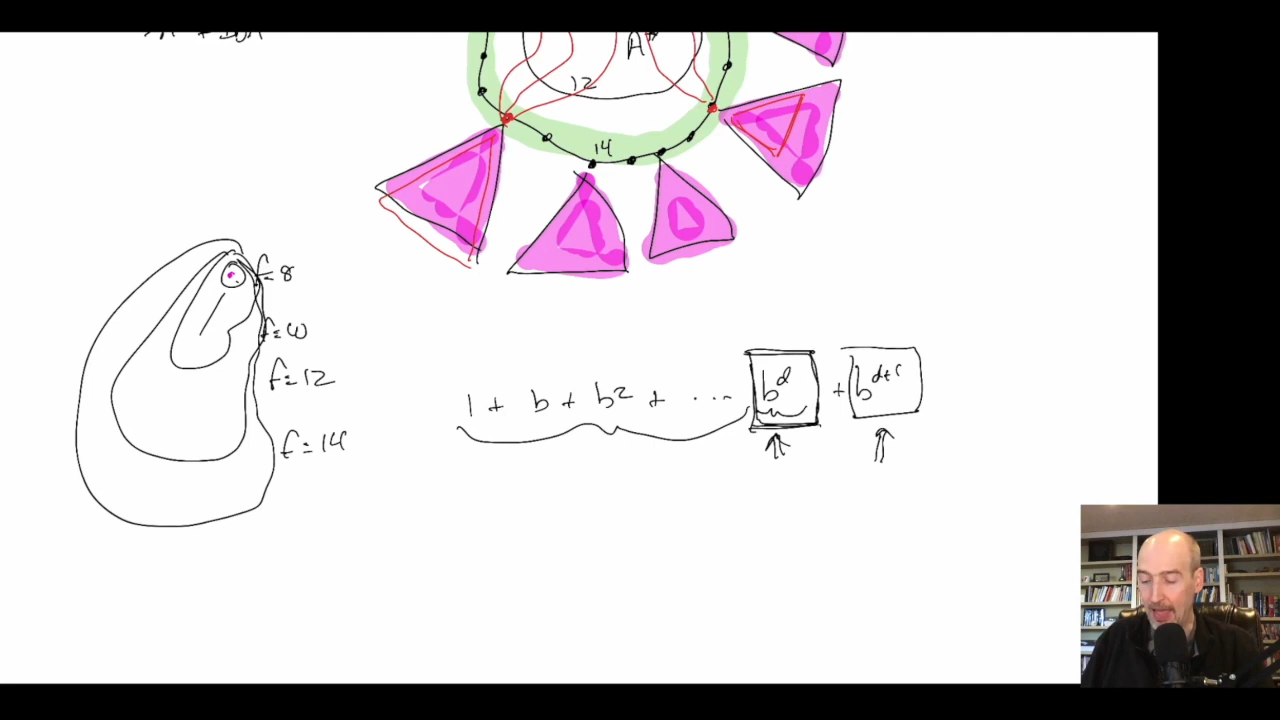 A*
12
14
f=8
f=10
f=12
f=14
1 + b + b² + ... b^d + b^{d+1}